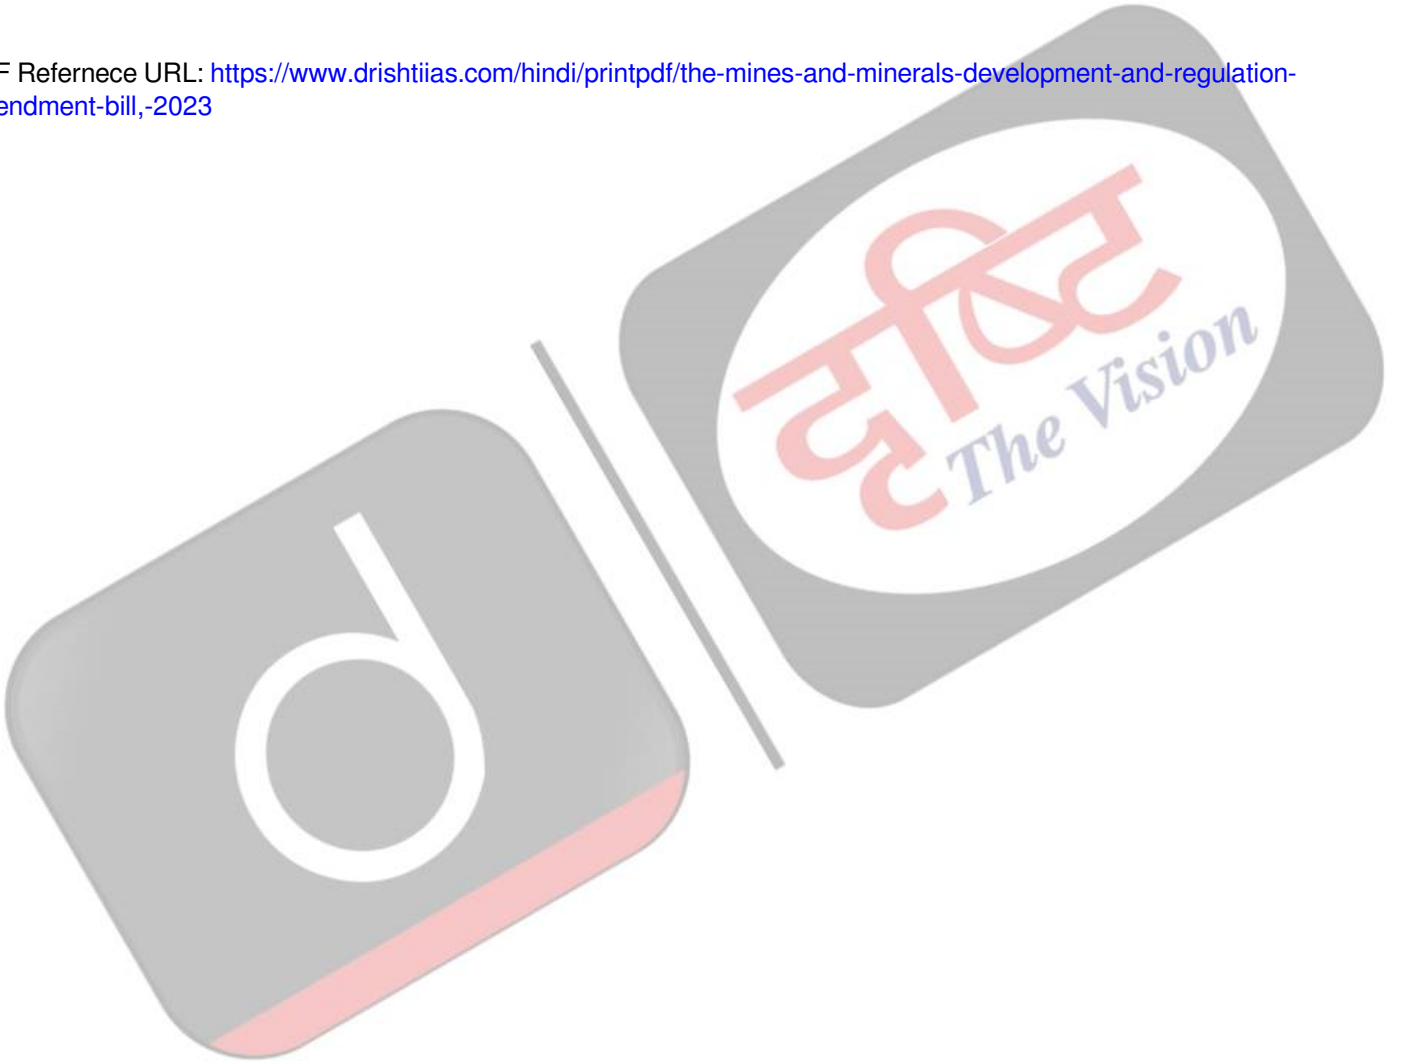 F Refernece URL: https://www.drishtiias.com/hindi/printpdf/the-mines-and-minerals-development-and-regulation-
endment-bill,-2023
दृष्टि
The Vision
d